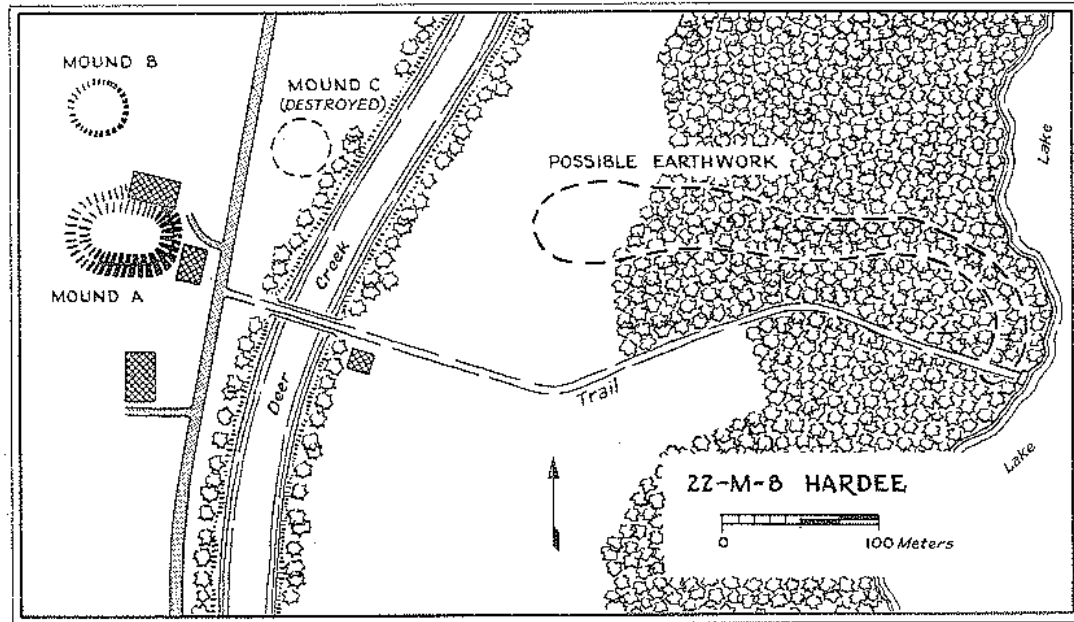 MOUND B
MOUND C
(DESTROYED)
POSSIBLE EARTHWORK
Lake
MOUND A
Creek
Deer
Trail
Lake
22-M-8 HARDEE
0 100 Meters